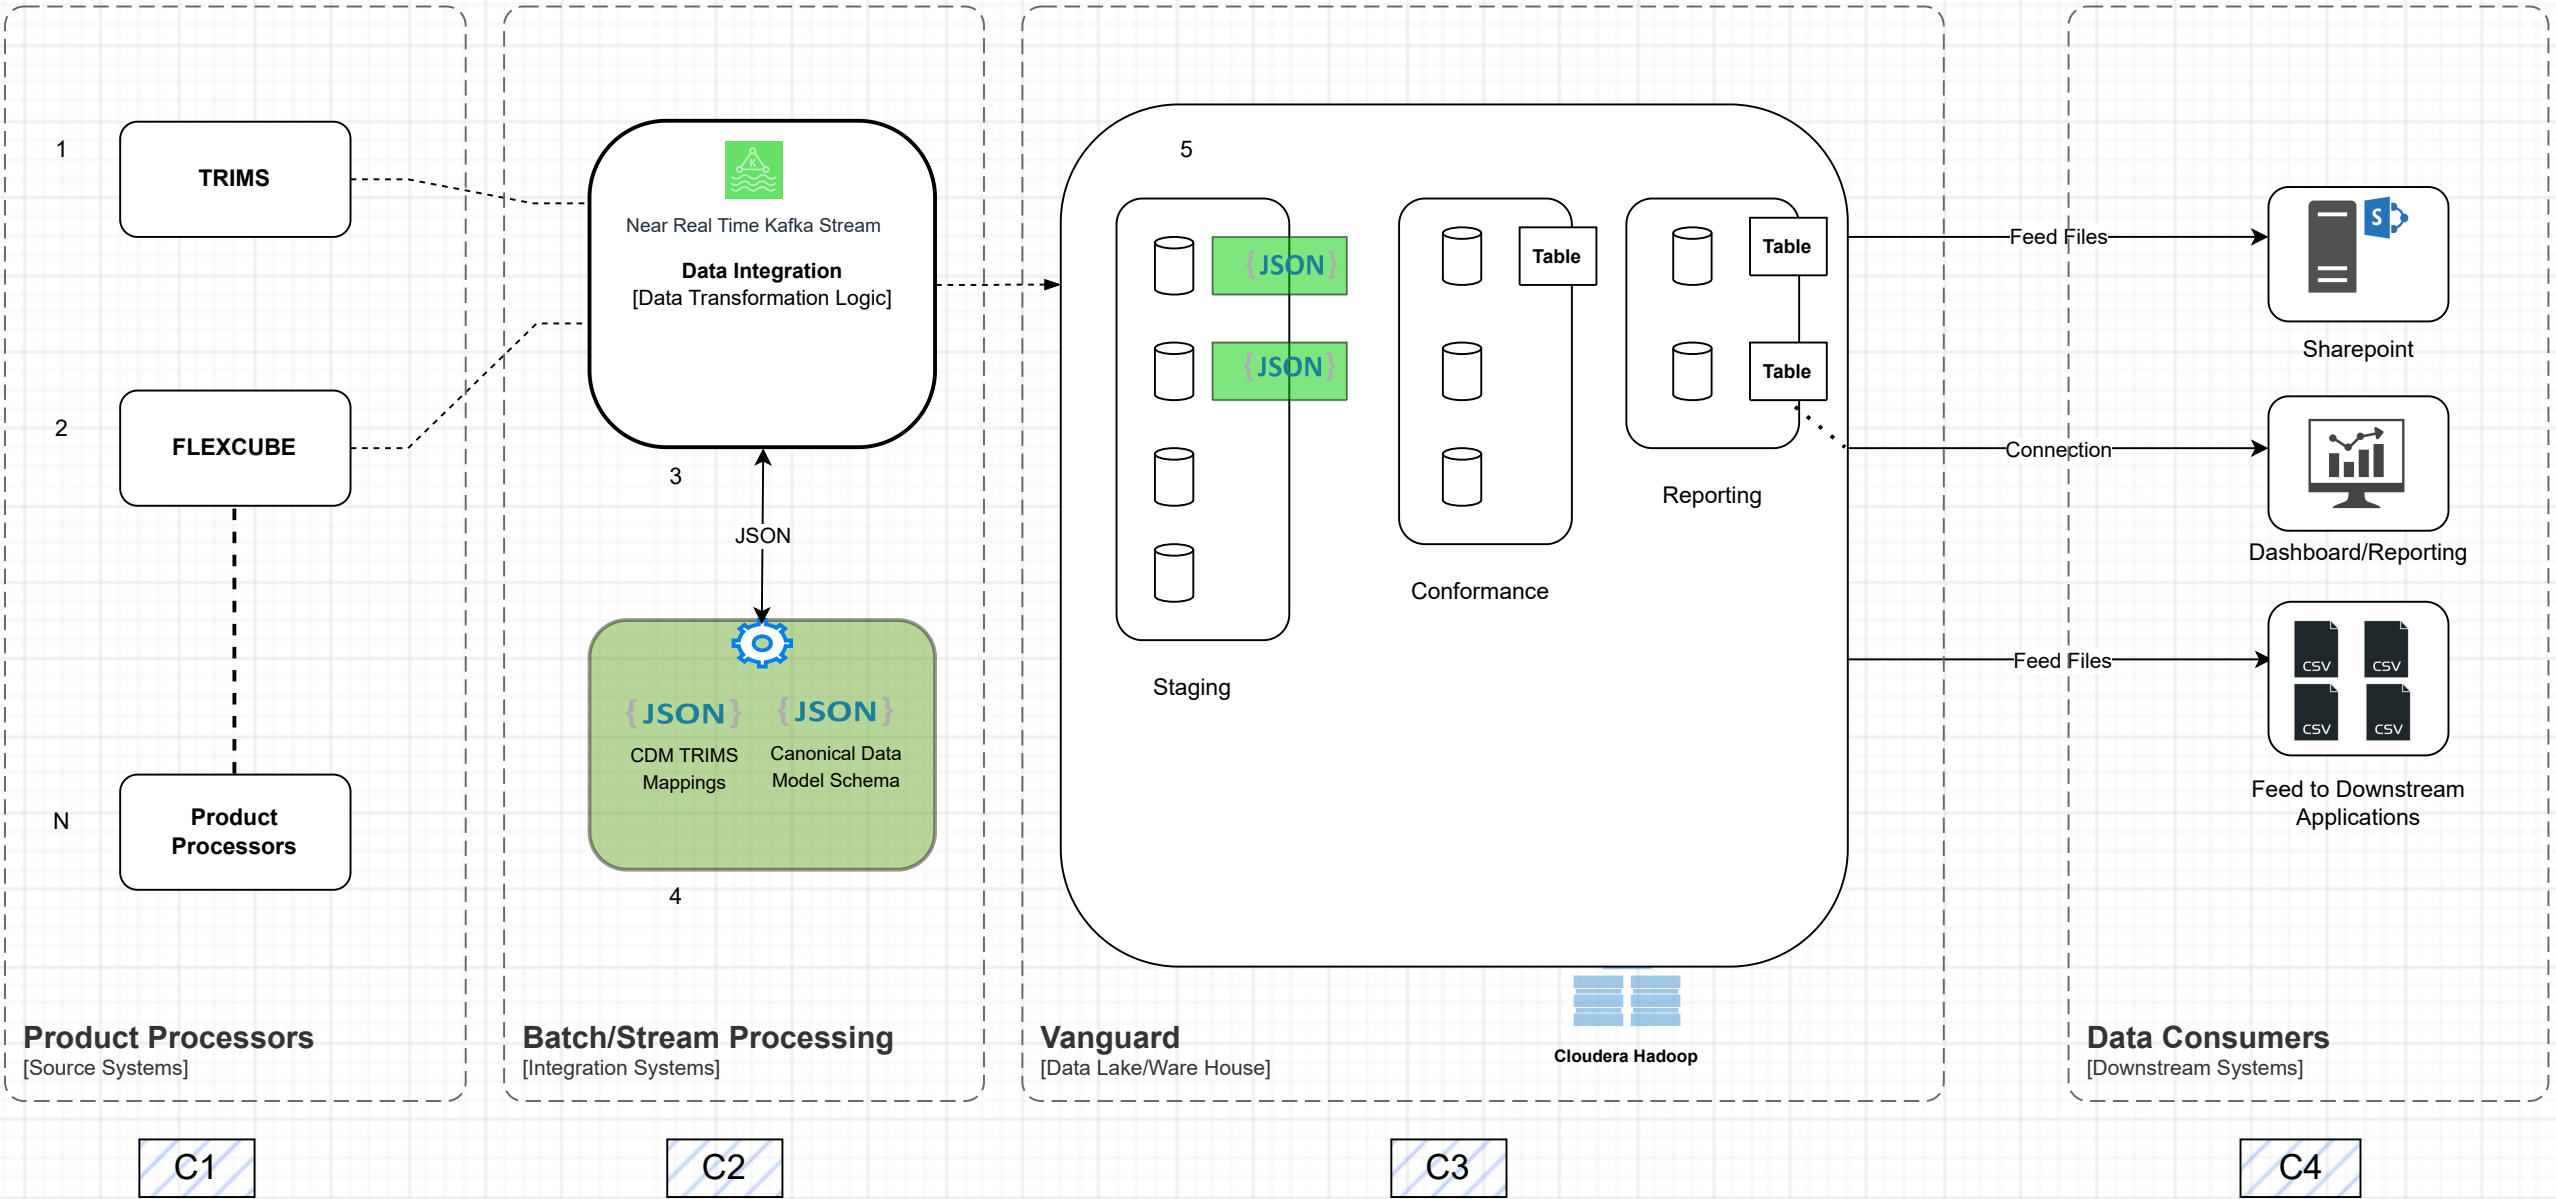 1
TRIMS
2
FLEXCUBE
N
Product
Processors
Product Processors
[Source Systems]
C1
K
Near Real Time Kafka Stream
Data Integration
[Data Transformation Logic]
3
JSON
{JSON}
CDM TRIMS
Mappings
{JSON}
Canonical Data
Model Schema
4
Batch/Stream Processing
[Integration Systems]
C2
5
{JSON}
{JSON}
Staging
Table
Conformance
Table
Table
Reporting
Cloudera Hadoop
Vanguard
[Data Lake/Ware House]
C3
Feed Files
Connection
Feed Files
S
Sharepoint
Dashboard/Reporting
CSV
CSV
CSV
CSV
Feed to Downstream
Applications
Data Consumers
[Downstream Systems]
C4